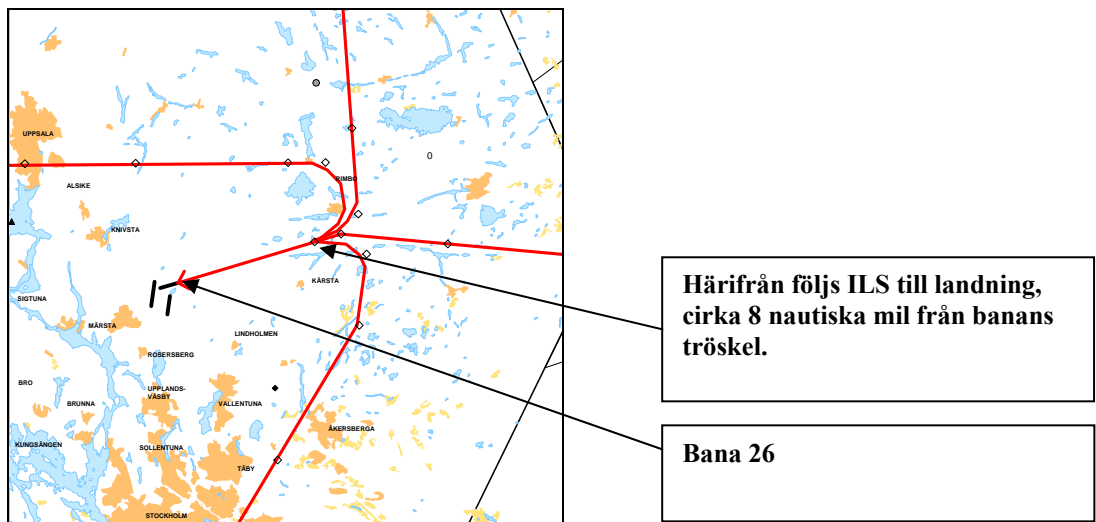 UPPSALA
0
ALSIKE
RIMBO
KNIVSTA
KÅRSTA
SIGTUNA
MÄRSTA
LINDHOLMEN
ROSERSBERG
BRO
UPPLANDS-
VÄSBY
BRUNNA
VALLENTUNA
ÅKERSBERGA
KUNGSÄNGEN
SOLLENTUNA
TÄBY
STOCKHOLM
Härifrån följs ILS till landning,
cirka 8 nautiska mil från banans
tröskel.
Bana 26